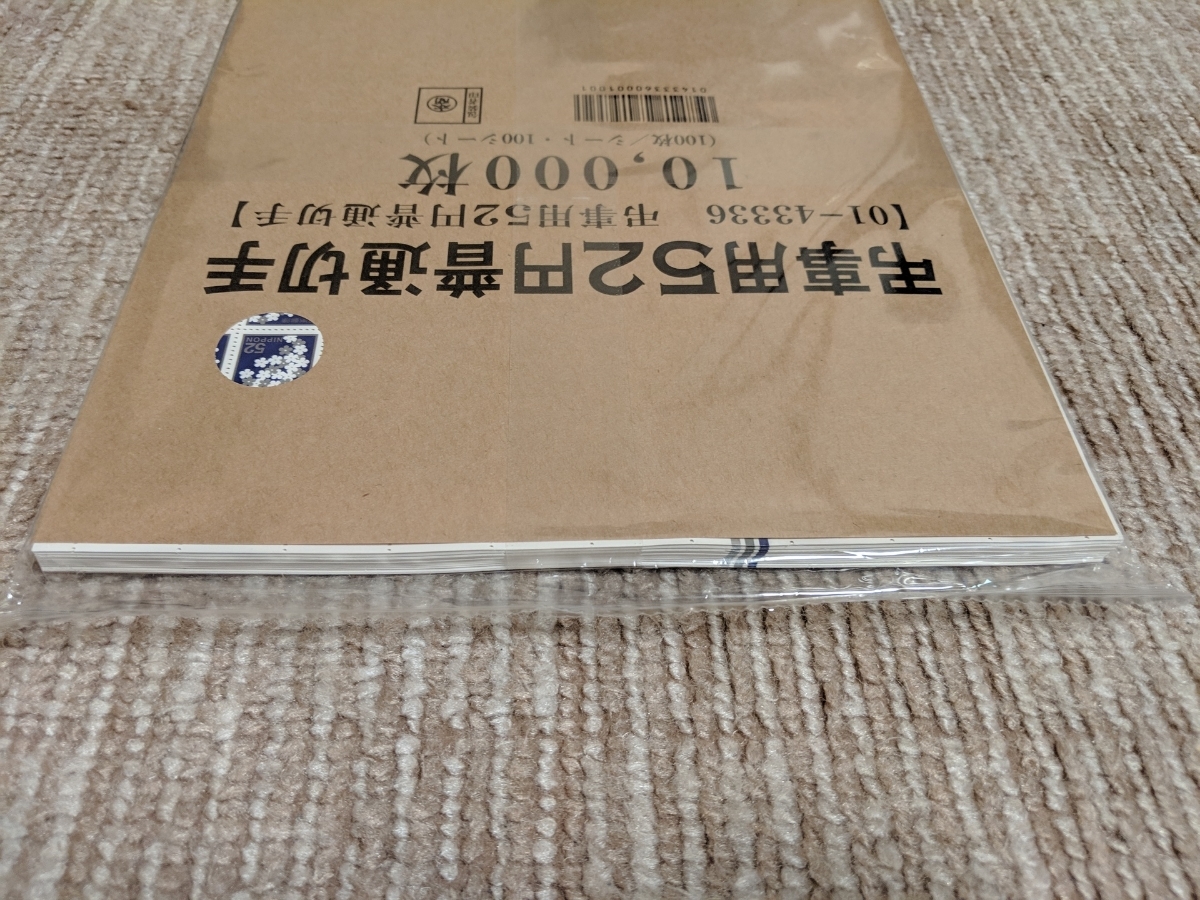 弔事用52円普通切手
【01-43336 弔事用52円普通切手】
10,000枚
(100枚/シート・100シート)
0163336001001
52
NIPPON